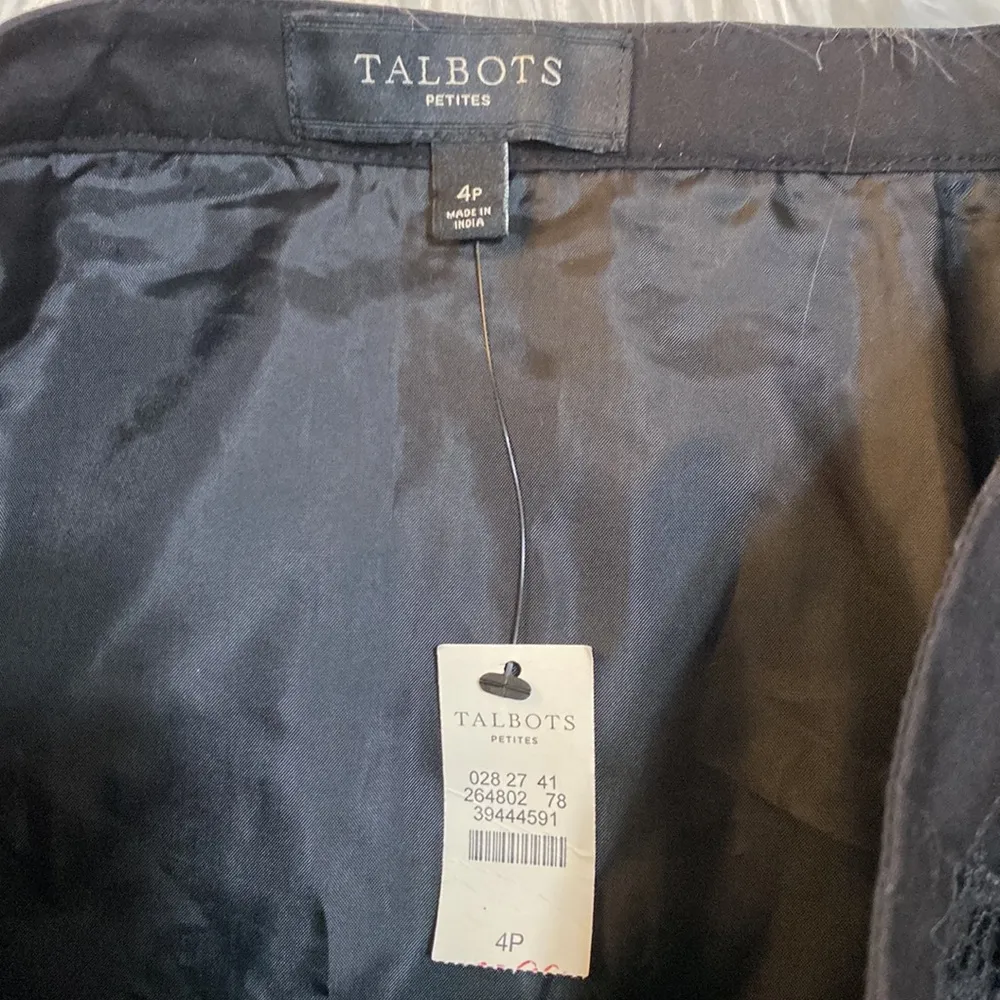 TALBOTS
PETITES
4P
MADE IN
INDIA
TALBOTS
PETITES
028 27 41
264802 78
39444591
4P